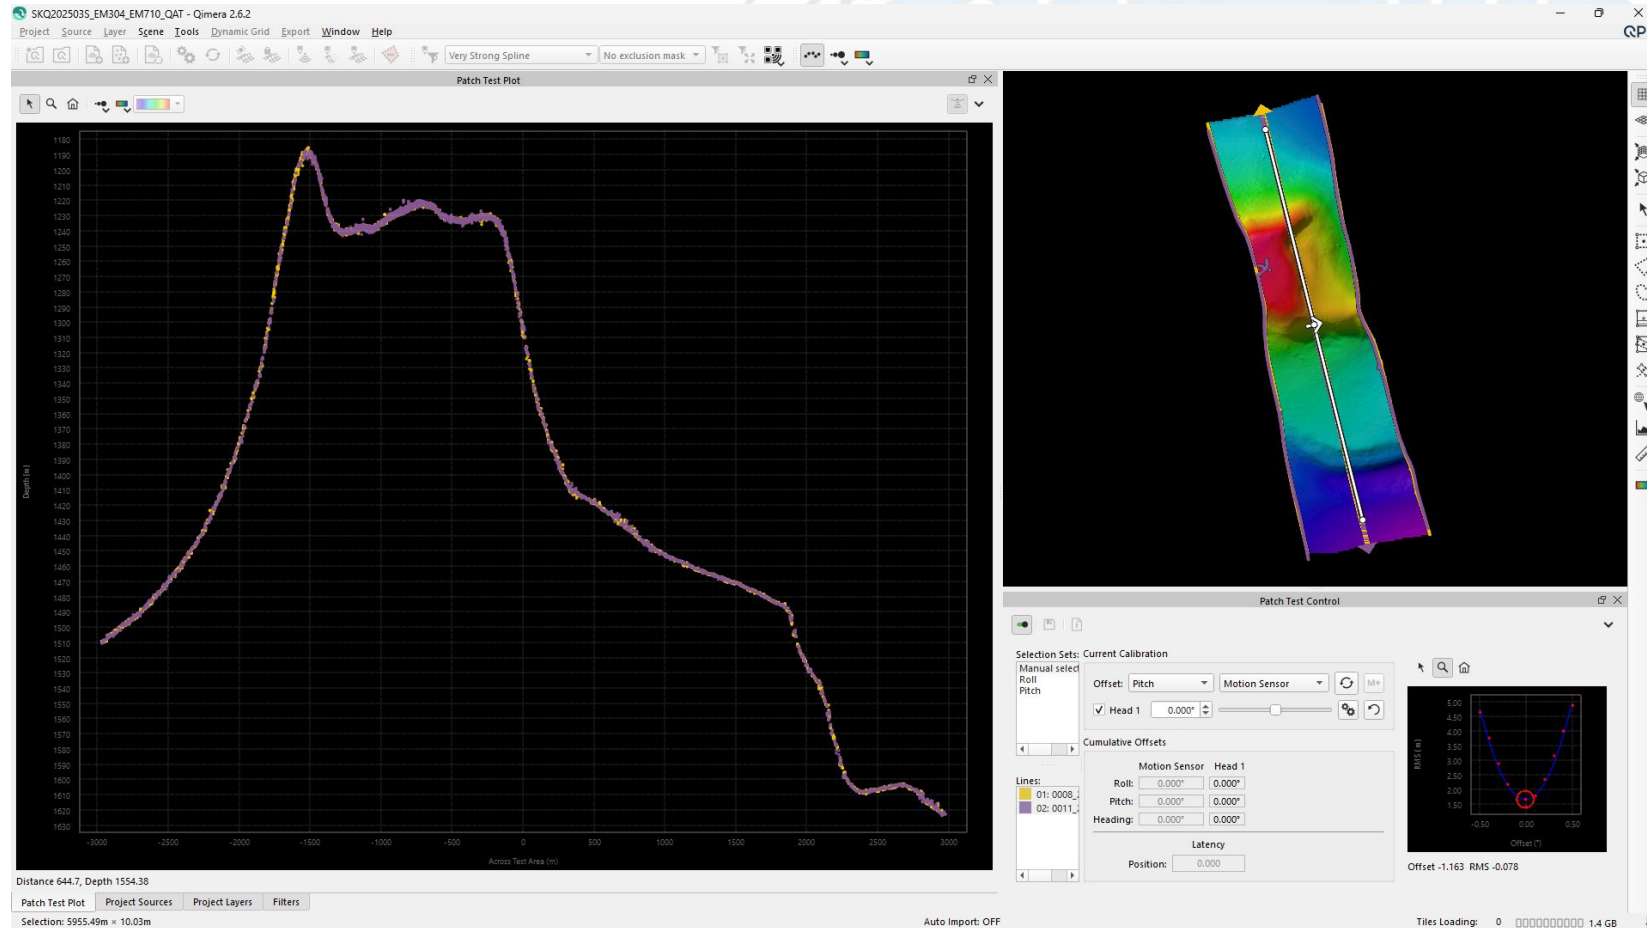 SKQ202503S_EM304_EM710_QAT - Qimera 2.6.2
Project Source Layer Scene Tools Dynamic Grid Export Window Help
QP
Very Strong Spline No exclusion mask
Patch Test Plot
1180
1190
1200
1210
1220
1230
1240
1250
1260
1270
1280
1290
1300
1310
1320
1330
1340
1350
1360
1370
1380
1390
1400
1410
1420
1430
1440
1450
1460
1470
1480
1490
1500
1510
1520
1530
1540
1550
1560
1570
1580
1590
1600
1610
1620
1630
Depth (m)
-3000 -2500 -2000 -1500 -1000 -500 0 500 1000 1500 2000 2500 3000
Across Test Area (m)
Distance 644.7, Depth 1554.38
Patch Test Plot Project Sources Project Layers Filters
Selection: 5955.49m × 10.03m
Auto Import: OFF
Patch Test Control
Selection Sets:
Manual select
Roll
Pitch
Lines:
01: 0008_
02: 0011_
Current Calibration
Offset: Pitch Motion Sensor M+
Head 1 0.000°
Cumulative Offsets
Motion Sensor Head 1
Roll: 0.000° 0.000°
Pitch: 0.000° 0.000°
Heading: 0.000° 0.000°
Latency
Position: 0.000
RMS (m)
5.00
4.50
4.00
3.50
3.00
2.50
2.00
1.50
-0.50 0.00 0.50
Offset (°)
Offset -1.163 RMS -0.078
Tiles Loading: 0 1.4 GB